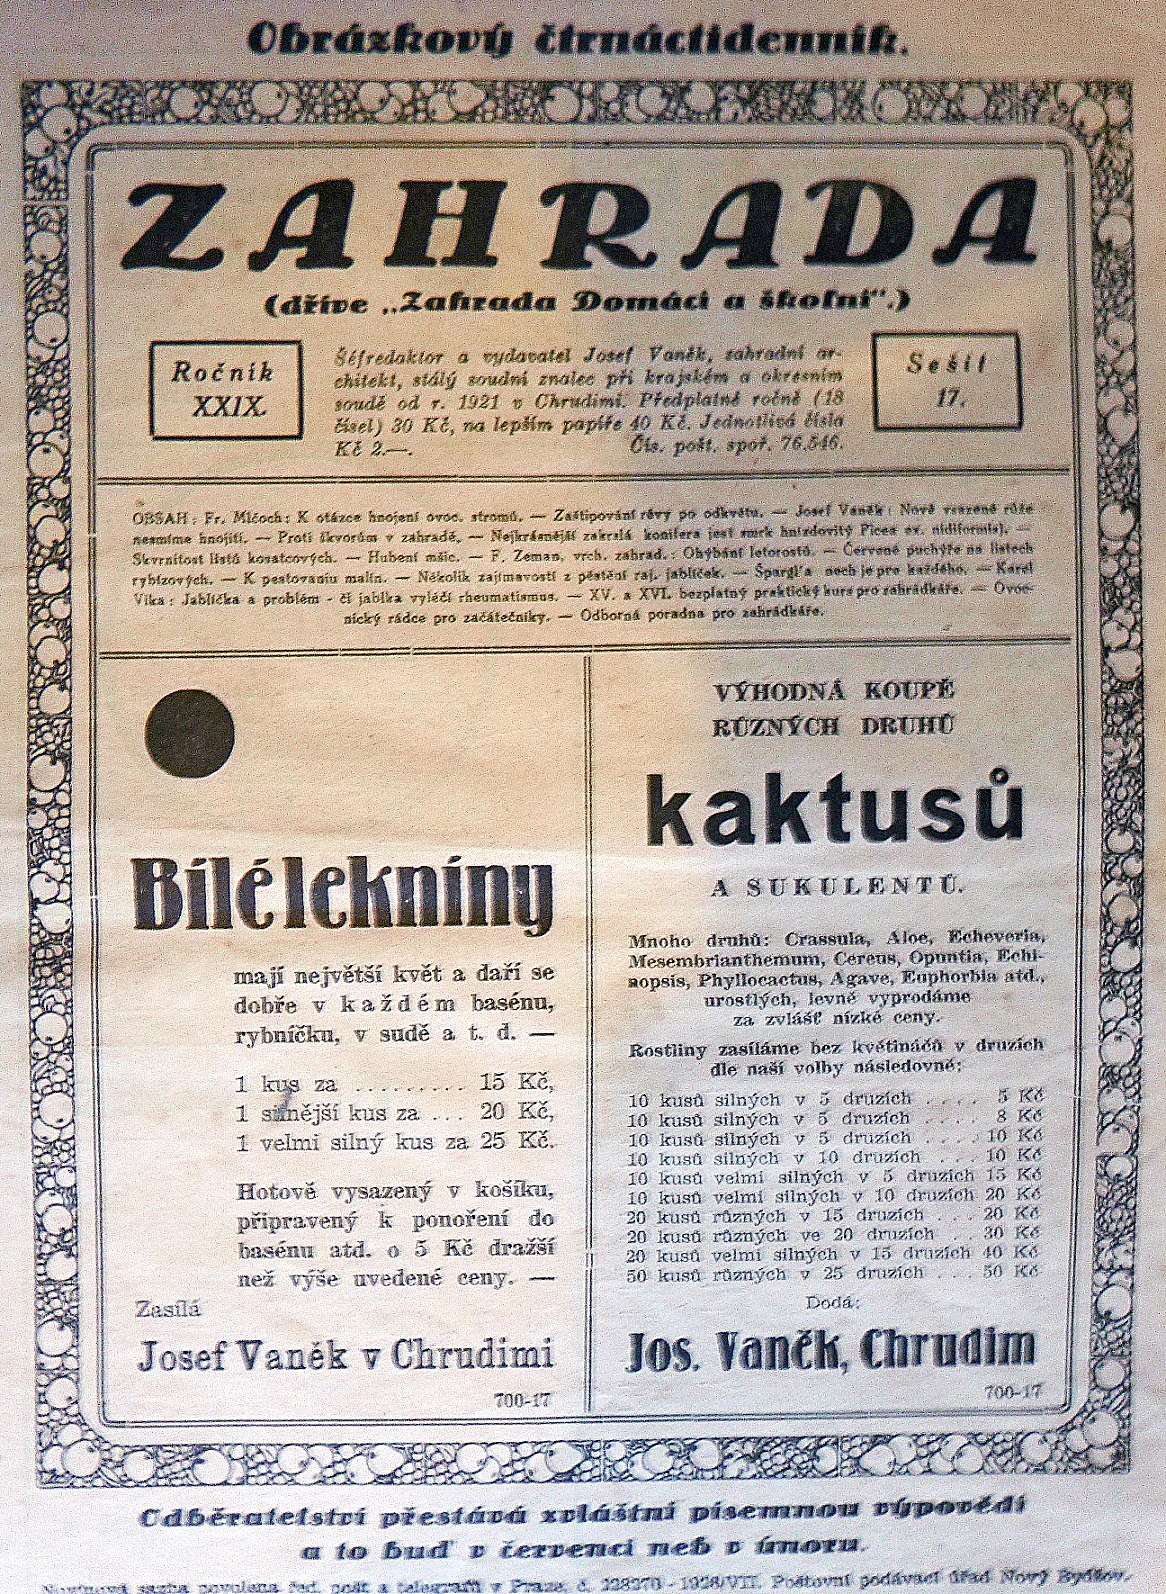 Obrázkový čtrnáctidenník.
ZAHRADA
(dříve „Zahrada Domácí a školní“.)
Ročník
XXIX.
Šéfredaktor a vydavatel Josef Vaněk, zahradní ar-
chitekt, stálý soudní znalec při krajském a okresním
soudě od r. 1921 v Chrudimi. Předplatné ročně (18
čísel) 30 Kč, na lepším papíře 40 Kč. Jednotlivá čísla
Kč 2.—. Čís. pošt. spoř. 76.546.
Sešit
17.
OBSAH: Fr. Mlčoch: K otázce hnojení ovoc. stromů. — Zaštipování révy po odkvětu. — Josef Vaněk: Nově vsazené růže
nesmíme hnojiti. — Proti škvorům v zahradě. — Nejkrásnější zakrslá konifera jest smrk hnízdovitý Picea ex. nidiformis). —
Skvrnitost listů kosatcových. — Hubení mšic. — F. Zeman, vrch. zahrad.: Ohýbání letorostů. — Červené puchýře na listech
rybízových. — K pěstování malin. — Několik zajímavostí z pěstění raj. jablíček. — Špargl'a nech je pro každého. — Karel
Vika: Jablíčka a problém - čí jablka vyléčí rheumatismus. — XV. a XVI. bezplatný praktický kurs pro zahrádkáře. — Ovoc-
nický rádce pro začátečníky. — Odborná poradna pro zahrádkáře.
Bílé lekníny
mají největší květ a daří se
dobře v každém basénu,
rybníčku, v sudě a t. d. —
1 kus za ......... 15 Kč,
1 silnější kus za ... 20 Kč,
1 velmi silný kus za 25 Kč.
Hotově vysazený v košíku,
připravený k ponoření do
basénu atd. o 5 Kč dražší
než výše uvedené ceny. —
Zasílá
Josef Vaněk v Chrudimi
700-17
VÝHODNÁ KOUPĚ
RŮZNÝCH DRUHŮ
kaktusů
A SUKULENTŮ.
Mnoho druhů: Crassula, Aloe, Echeveria,
Mesembrianthemum, Cereus, Opuntia, Echi-
nopsis, Phyllocactus, Agave, Euphorbia atd.,
urostlých, levně vyprodáme
za zvlášť nízké ceny.
Rostliny zasíláme bez květináčů v druzích
dle naší volby následovně:
10 kusů silných v 5 druzích .... 5 Kč
10 kusů silných v 5 druzích .... 8 Kč
10 kusů silných v 5 druzích .... 10 Kč
10 kusů silných v 10 druzích ... 10 Kč
10 kusů velmi silných v 5 druzích 15 Kč
10 kusů velmi silných v 10 druzích 20 Kč
20 kusů různých v 15 druzích .. 20 Kč
20 kusů různých ve 20 druzích . 30 Kč
20 kusů velmi silných v 15 druzích 40 Kč
50 kusů různých v 25 druzích .. 50 Kč
Dodá:
Jos. Vaněk, Chrudim
700-17
Odběratelství přestává zvláštní písemnou výpovědí
a to buď v červenci neb v únoru.
Novinová sazba povolena řed. pošt a telegrafů v Praze, č. 228270 - 1928/VII. Poštovní podávací úřad Nový Bydžov.